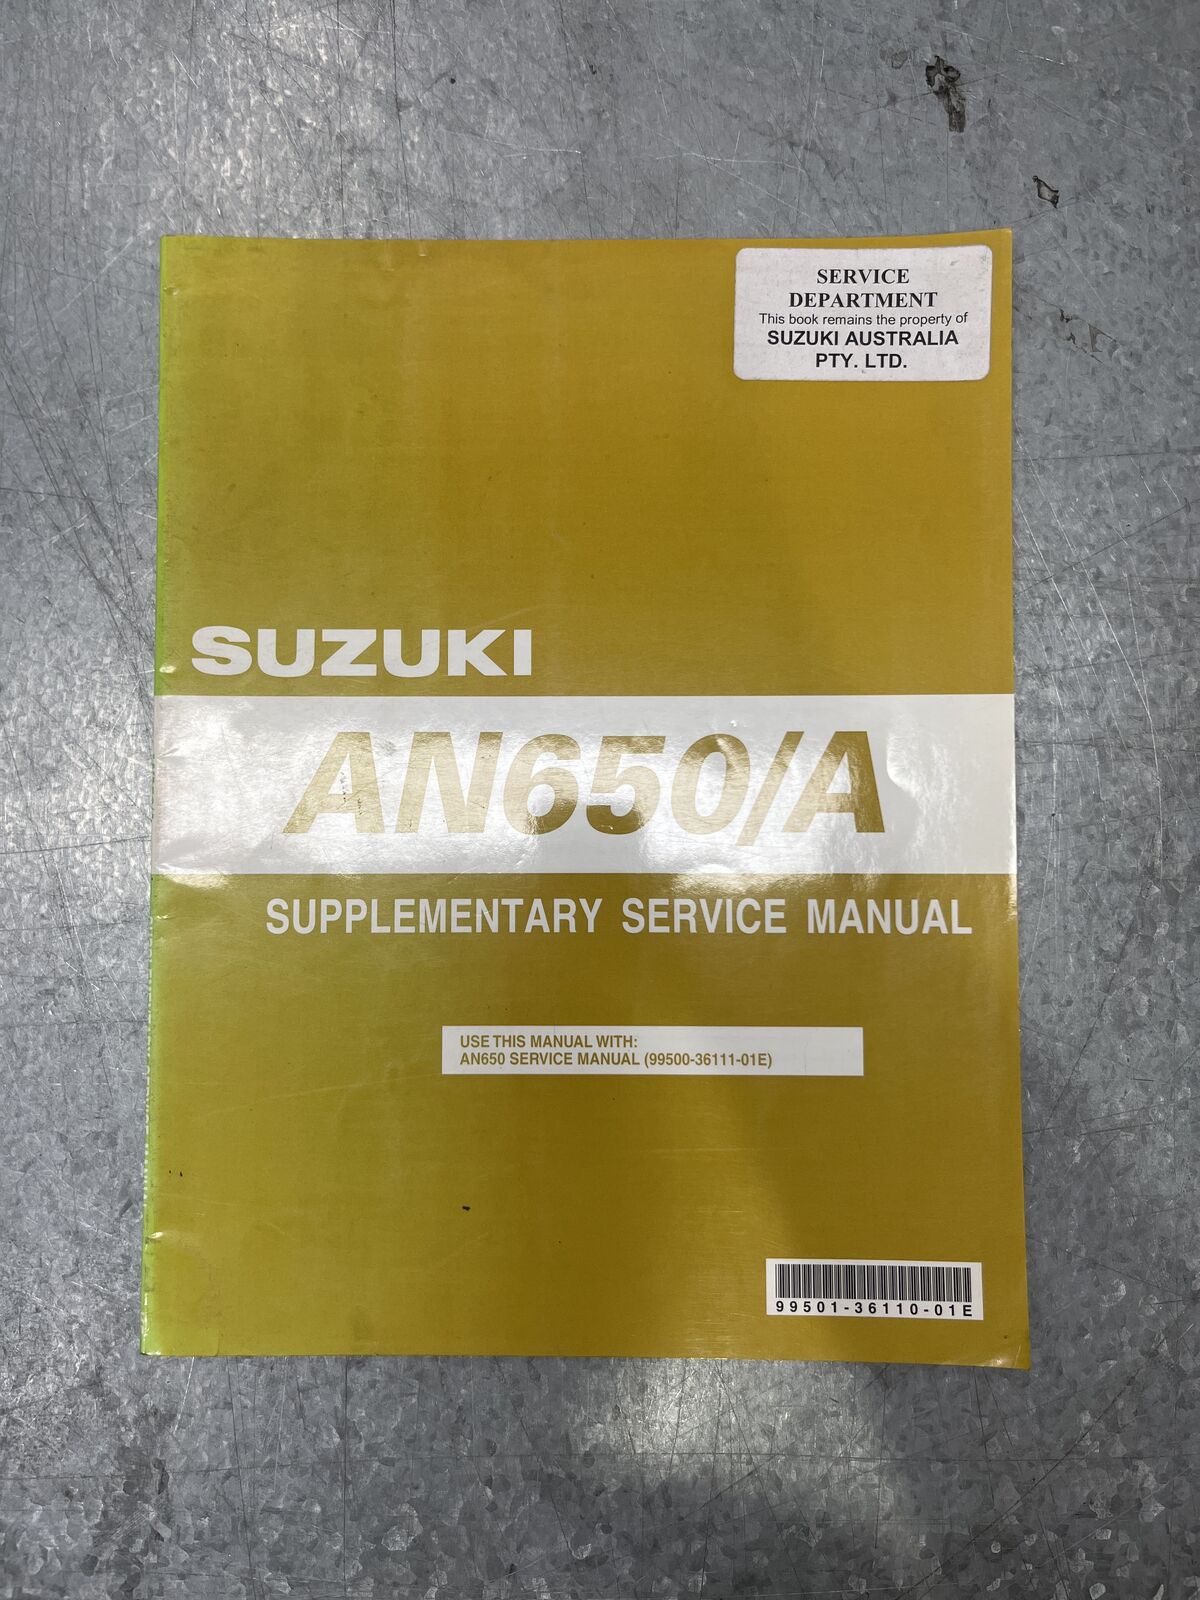 SERVICE
DEPARTMENT
This book remains the property of
SUZUKI AUSTRALIA
PTY. LTD.
SUZUKI
AN650/A
SUPPLEMENTARY SERVICE MANUAL
USE THIS MANUAL WITH:
AN650 SERVICE MANUAL (99500-36111-01E)
99501-36110-01E